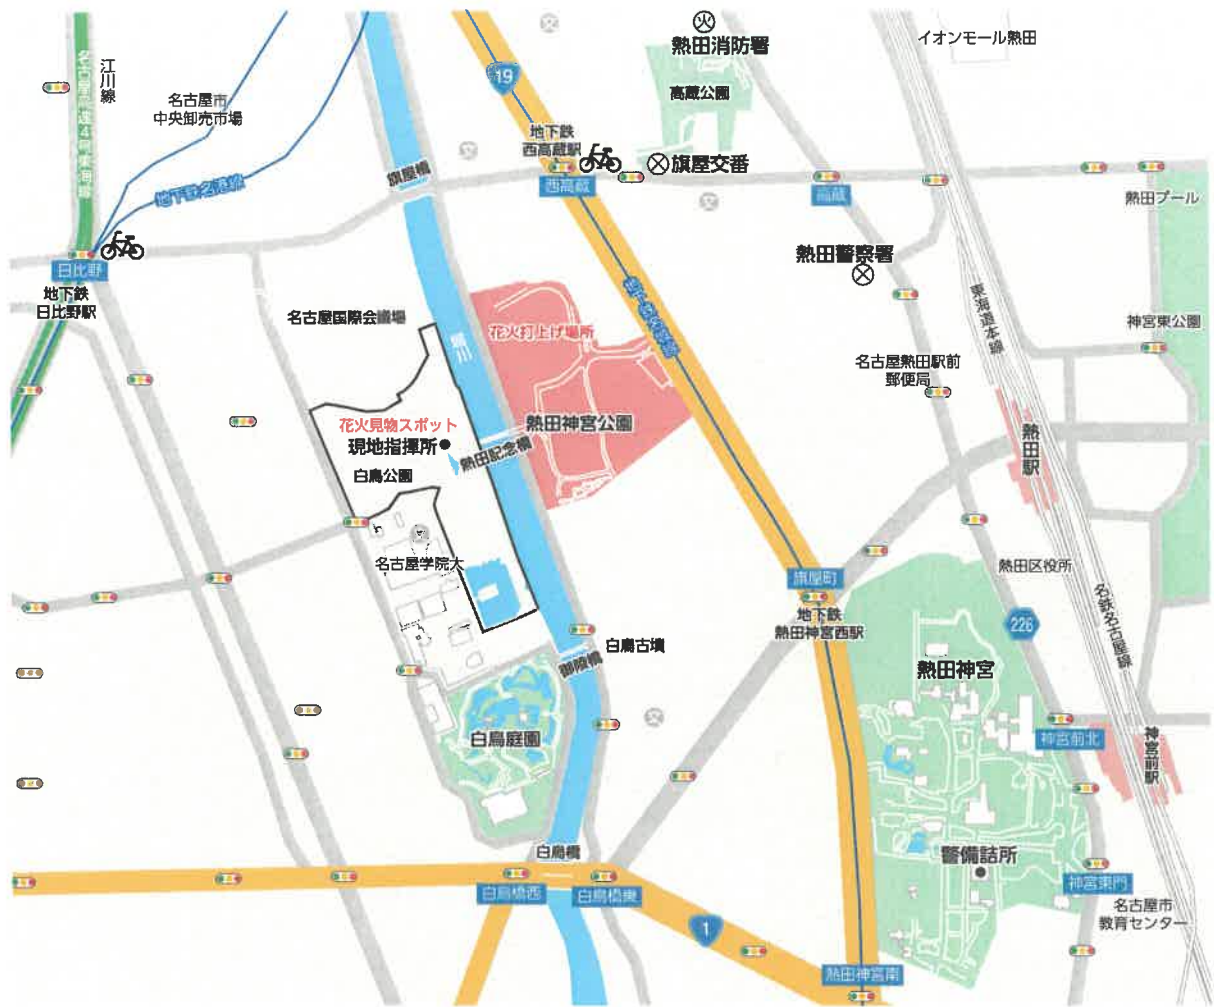 火
熱田消防署
イオンモール熱田
江川線
名古屋市
中央卸売市場
19
高蔵公園
地下鉄
西高蔵駅
旗屋交番
西高蔵
旗屋橋
高蔵
熱田プール
地下鉄名港線
熱田警察署
日比野
地下鉄
日比野駅
名古屋国際会議場
堀川
花火打上げ場所
東海道本線
神宮東公園
名古屋熱田駅前
郵便局
花火見物スポット
現地指揮所
熱田神宮公園
熱田記念橋
白鳥公園
熱田駅
名古屋学院大
旗屋町
熱田区役所
地下鉄
熱田神宮西駅
226
名鉄名古屋線
白鳥古墳
御陵橋
熱田神宮
白鳥庭園
神宮前北
神宮前駅
白鳥橋
警備詰所
白鳥橋西
白鳥橋東
神宮東門
名古屋市
教育センター
1
熱田神宮南